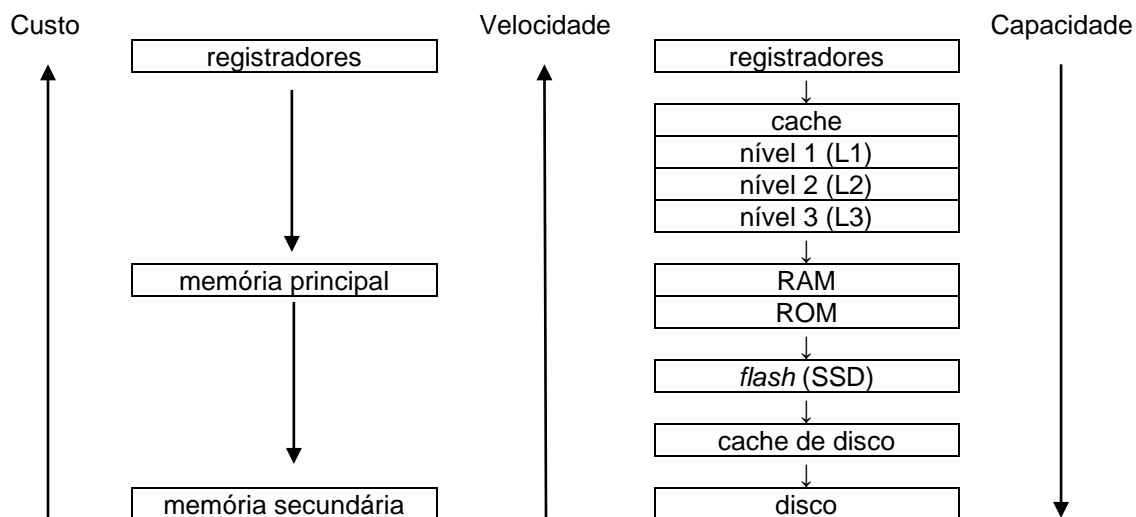 Custo Velocidade Capacidade
registradores registradores
↓
cache
nível 1 (L1)
nível 2 (L2)
nível 3 (L3)
↓
memória principal RAM
ROM
↓
flash (SSD)
↓
cache de disco
↓
memória secundária disco